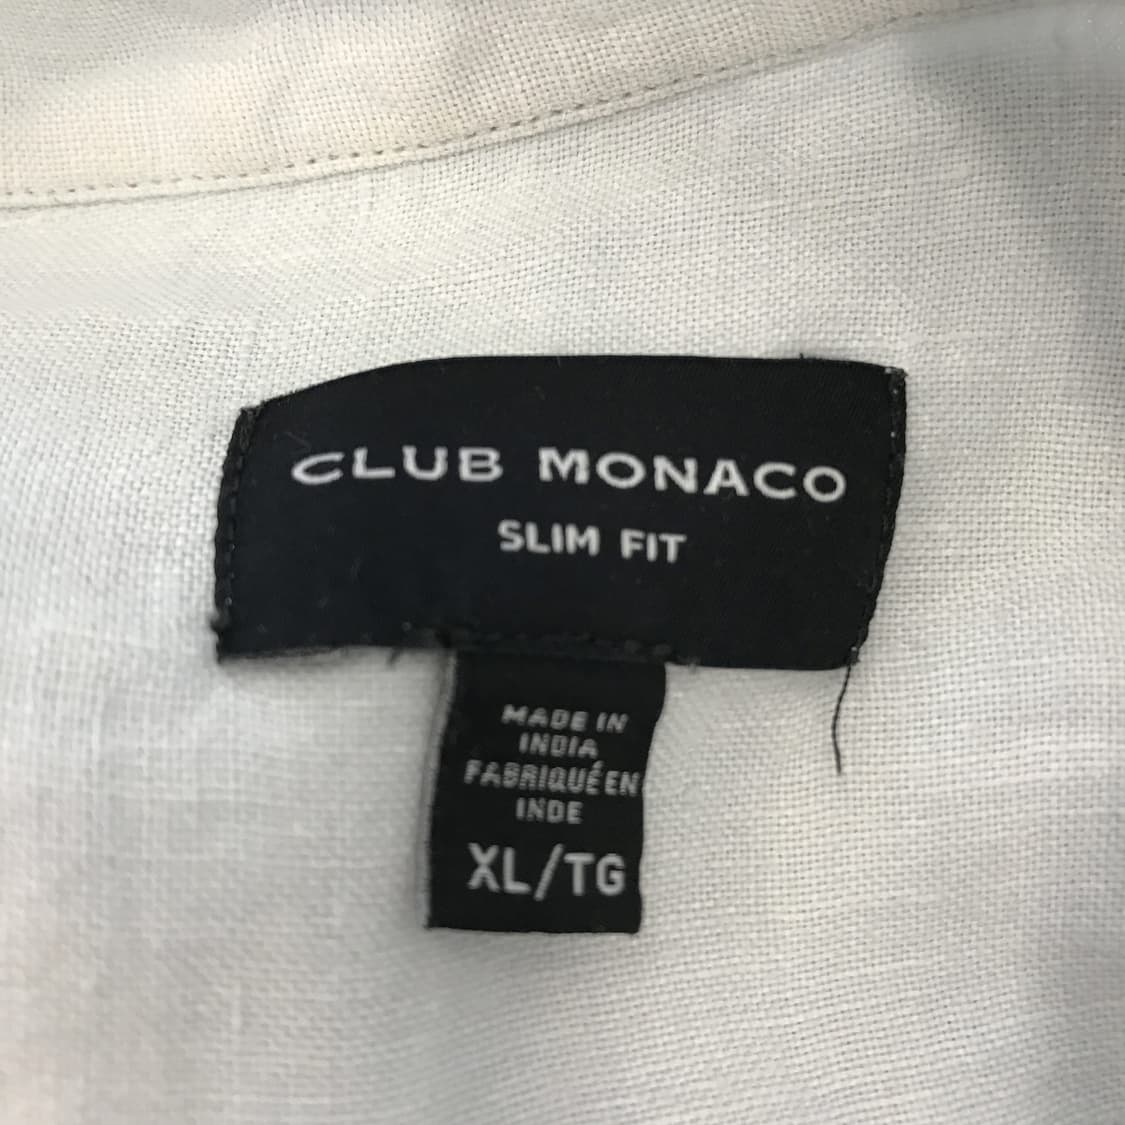 CLUB MONACO
SLIM FIT
MADE IN
INDIA
FABRIQUÉ EN
INDE
XL/TG